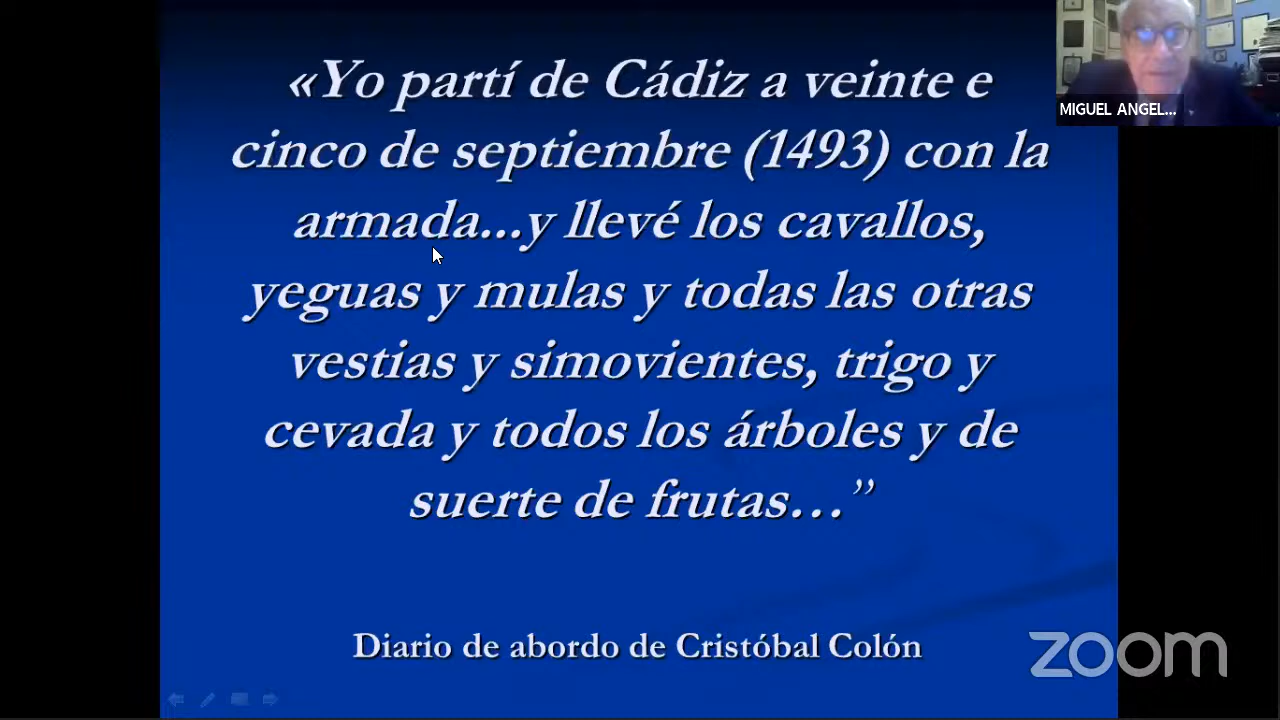 «Yo partí de Cádiz a veinte e
cinco de septiembre (1493) con la
armada...y llevé los cavallos,
yeguas y mulas y todas las otras
vestias y simovientes, trigo y
cevada y todos los árboles y de
suerte de frutas…”
Diario de abordo de Cristóbal Colón
MIGUEL ANGEL...
zoom